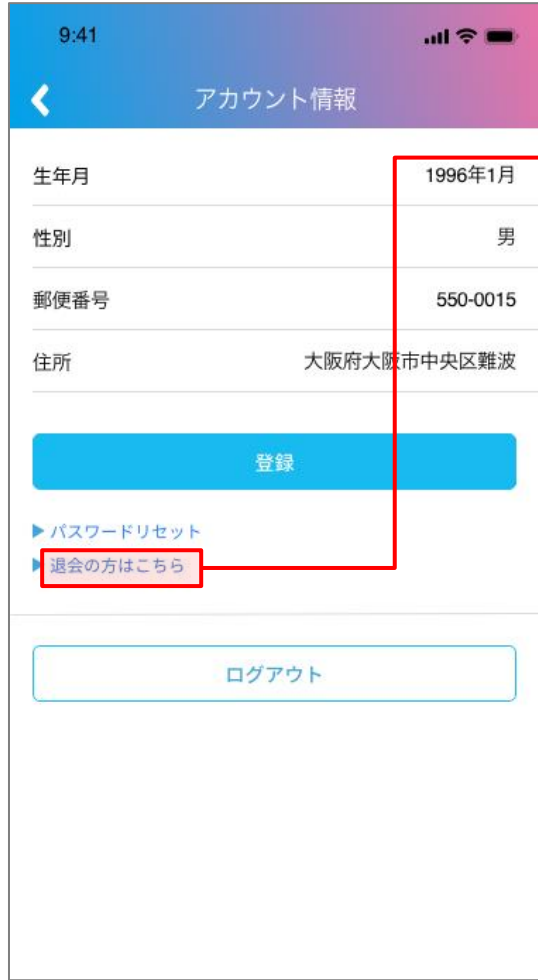 9:41
アカウント情報
生年月 1996年1月
性別 男
郵便番号 550-0015
住所 大阪府大阪市中央区難波
登録
パスワードリセット
退会の方はこちら
ログアウト